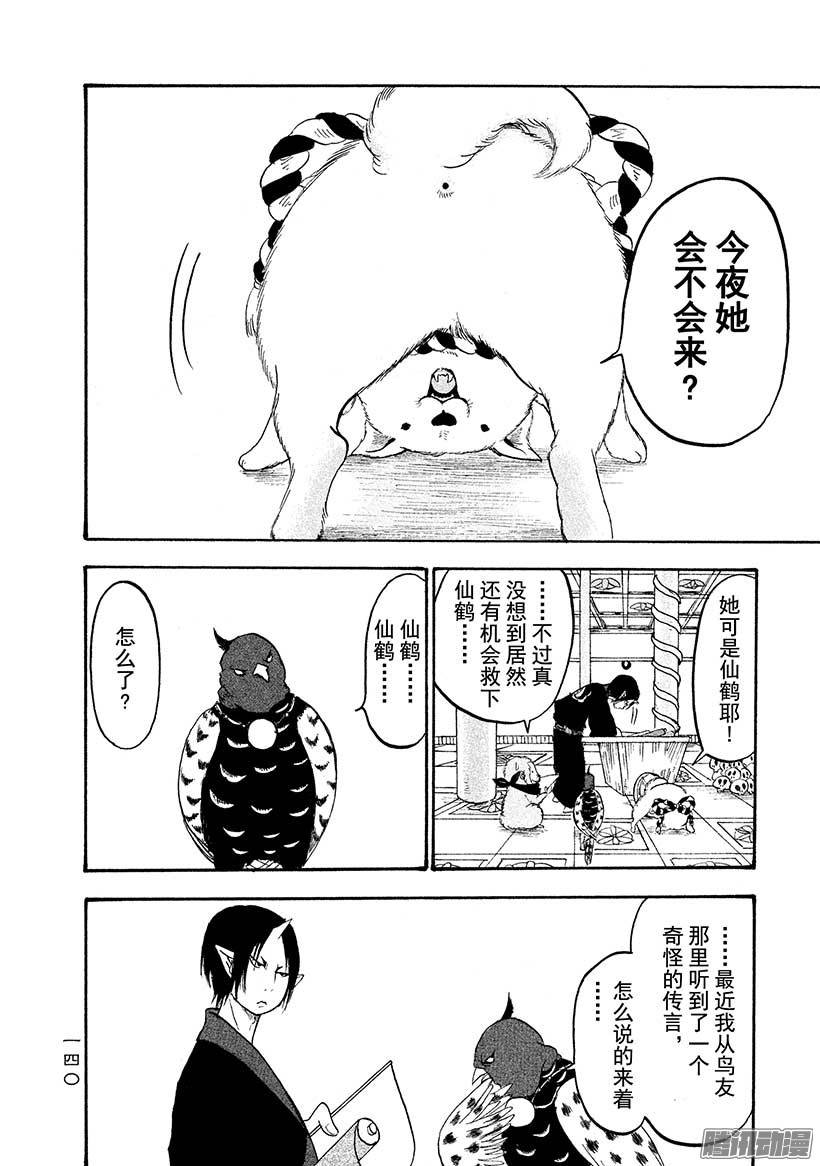 今夜她
会不会来？
她可是仙鹤耶！
……不过真
没想到居然
还有机会救下
仙鹤……
仙鹤……
仙鹤……
怎么了？
……最近我从鸟友
那里听到了一个
奇怪的传言，
怎么说的来着
……
一四〇
腾讯动漫